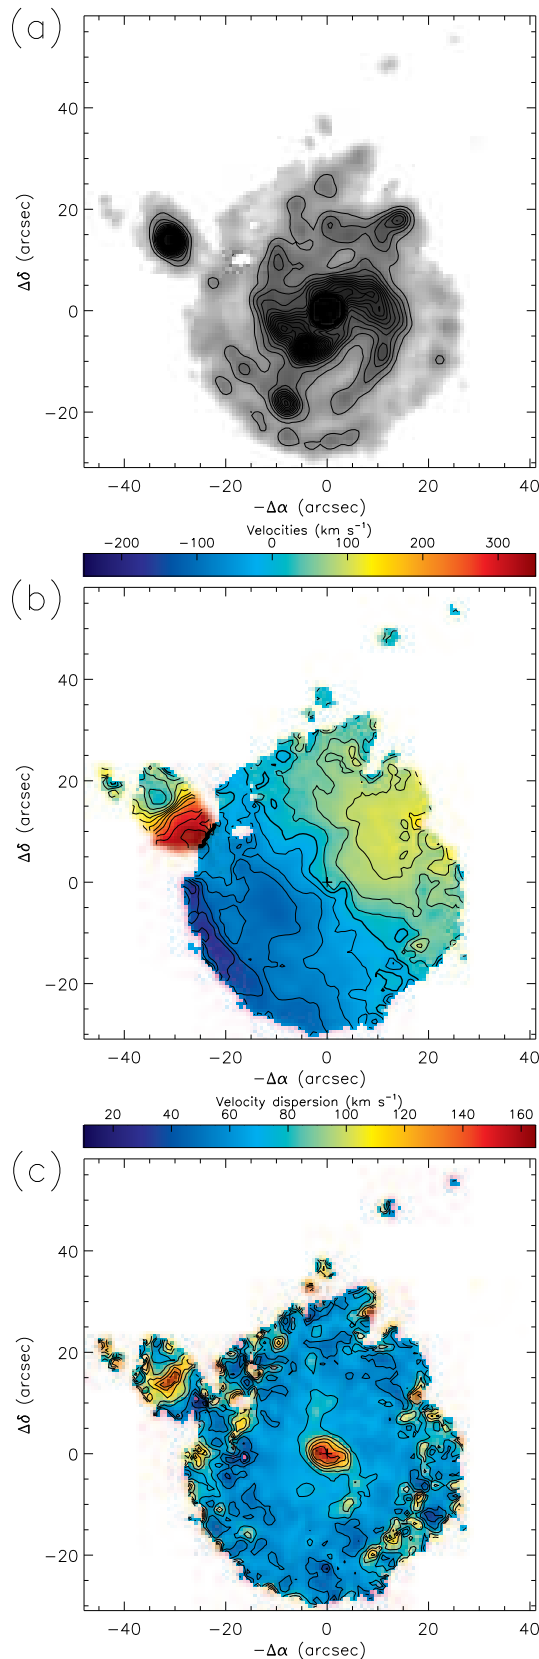 (a)
40
20
0
−20
Δδ (arcsec)
−40 −20 0 20 40
−Δα (arcsec)
Velocities (km s⁻¹)
−200 −100 0 100 200 300
(b)
40
20
0
−20
Δδ (arcsec)
−40 −20 0 20 40
−Δα (arcsec)
Velocity dispersion (km s⁻¹)
20 40 60 80 100 120 140 160
(c)
40
20
0
−20
Δδ (arcsec)
−40 −20 0 20 40
−Δα (arcsec)